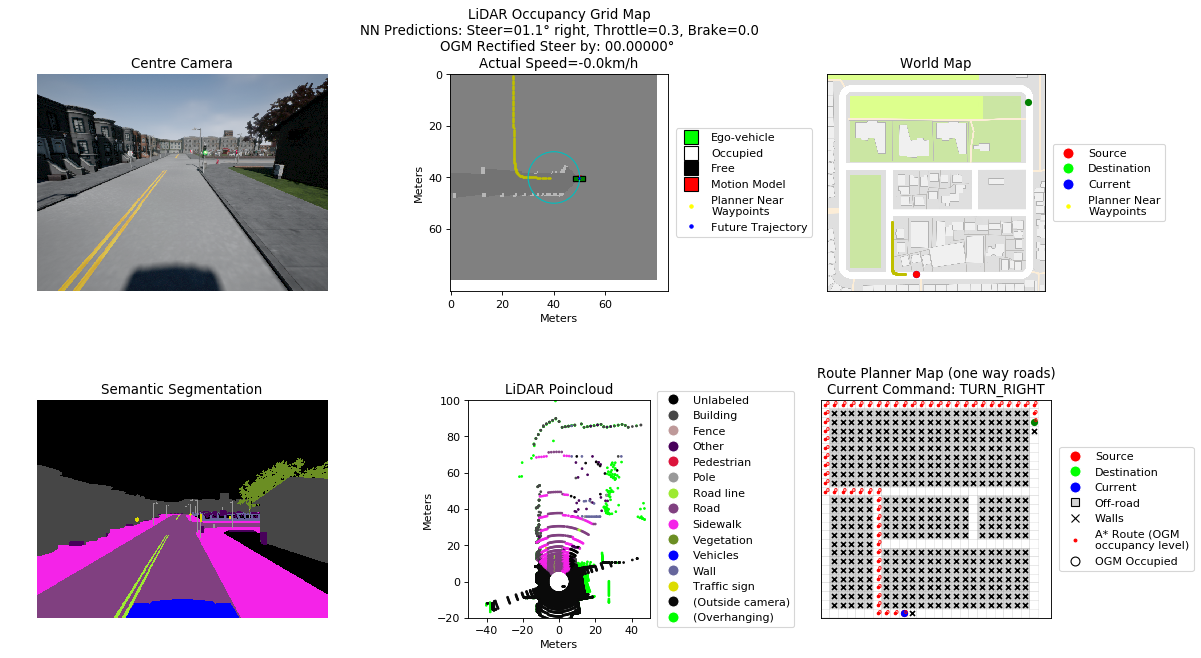 LiDAR Occupancy Grid Map
NN Predictions: Steer=01.1° right, Throttle=0.3, Brake=0.0
OGM Rectified Steer by: 00.00000°
Actual Speed=-0.0km/h
Centre Camera
World Map
0
20
40
60
Meters
0
20
40
60
Meters
Ego-vehicle
Occupied
Free
Motion Model
Planner Near
Waypoints
Future Trajectory
Source
Destination
Current
Planner Near
Waypoints
Semantic Segmentation
LiDAR Poincloud
Route Planner Map (one way roads)
Current Command: TURN_RIGHT
100
80
60
40
20
0
−20
Meters
−40
−20
0
20
40
Meters
Unlabeled
Building
Fence
Other
Pedestrian
Pole
Road line
Road
Sidewalk
Vegetation
Vehicles
Wall
Traffic sign
(Outside camera)
(Overhanging)
Source
Destination
Current
Off-road
Walls
A* Route (OGM
occupancy level)
OGM Occupied